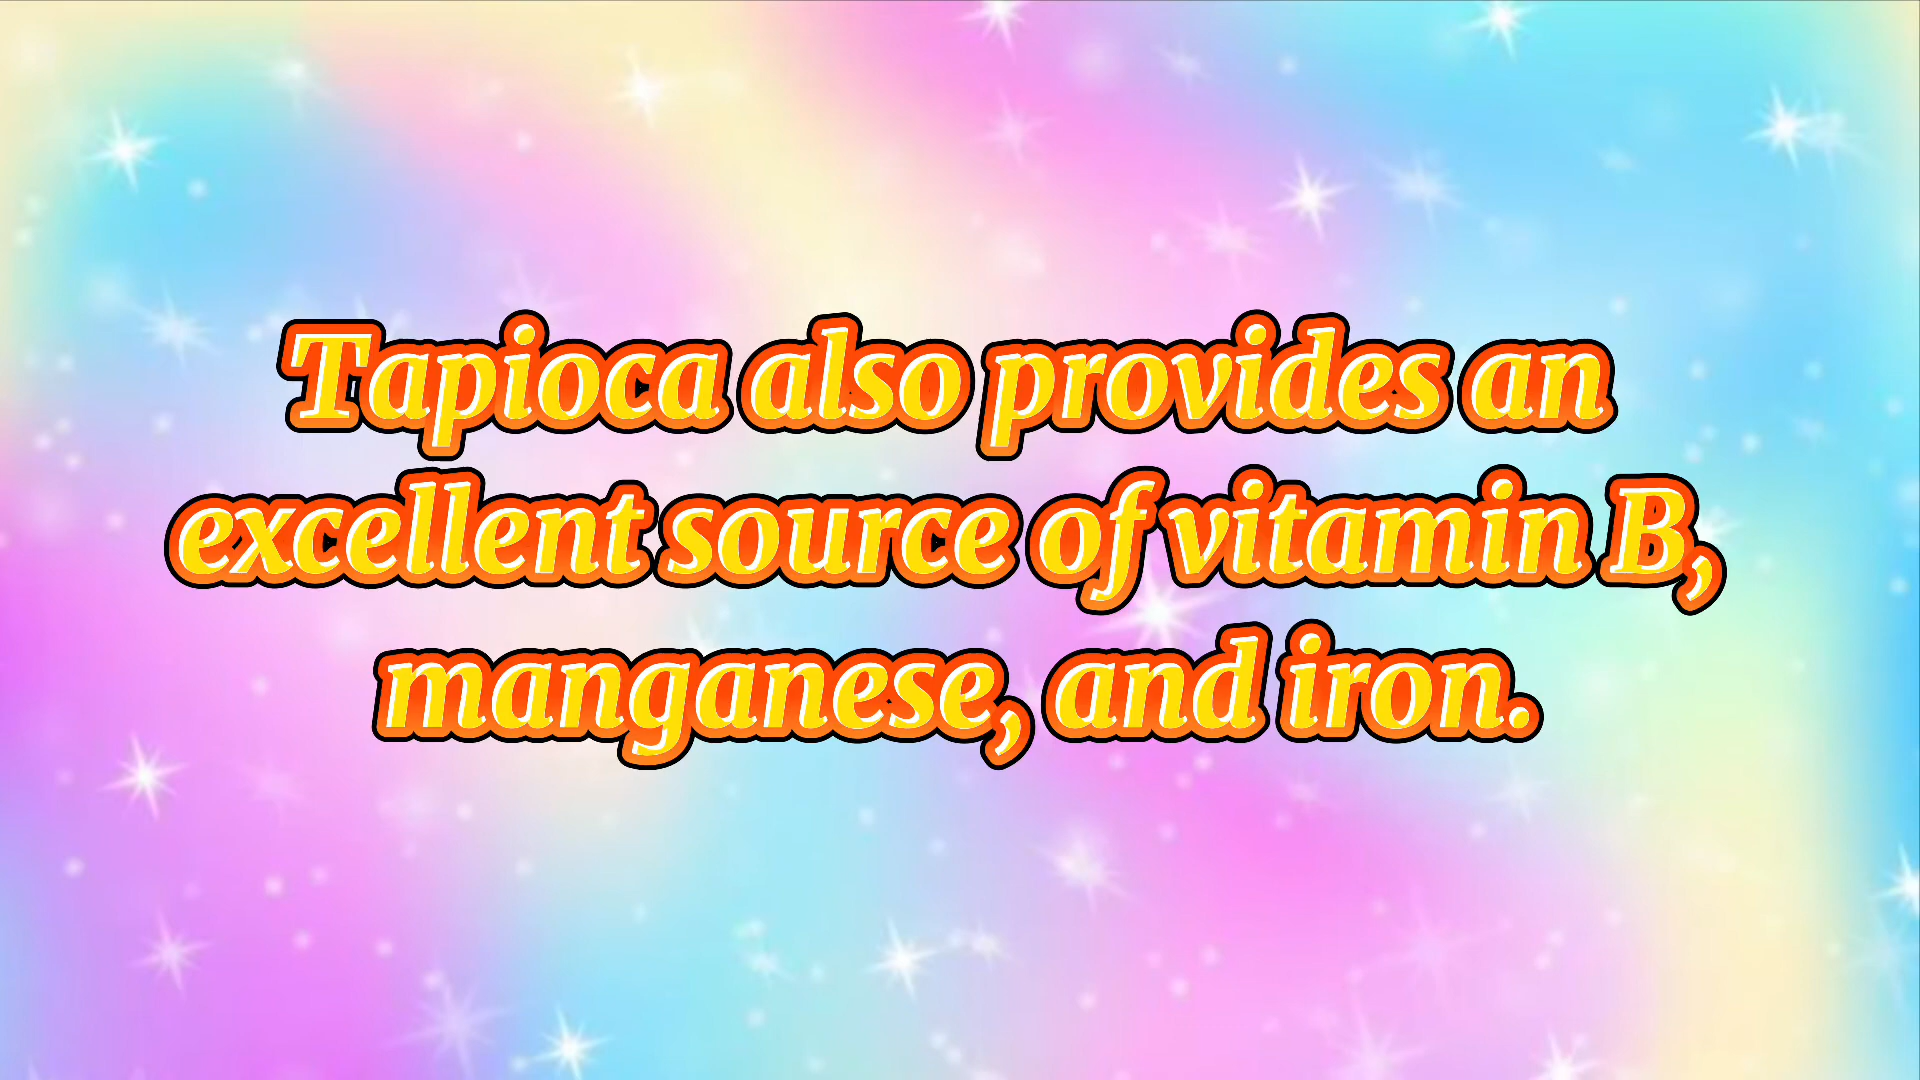 Tapioca also provides an
excellent source of vitamin B,
manganese, and iron.